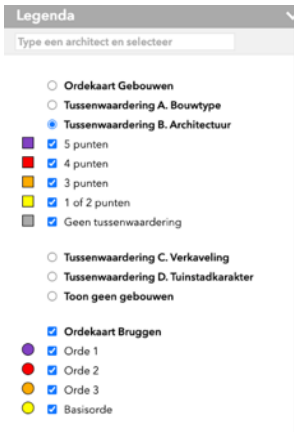 Legenda
Type een architect en selecteer
Ordekaart Gebouwen
Tussenwaardering A. Bouwtype
Tussenwaardering B. Architectuur
5 punten
4 punten
3 punten
1 of 2 punten
Geen tussenwaardering
Tussenwaardering C. Verkaveling
Tussenwaardering D. Tuinstadkarakter
Toon geen gebouwen
Ordekaart Bruggen
Orde 1
Orde 2
Orde 3
Basisorde